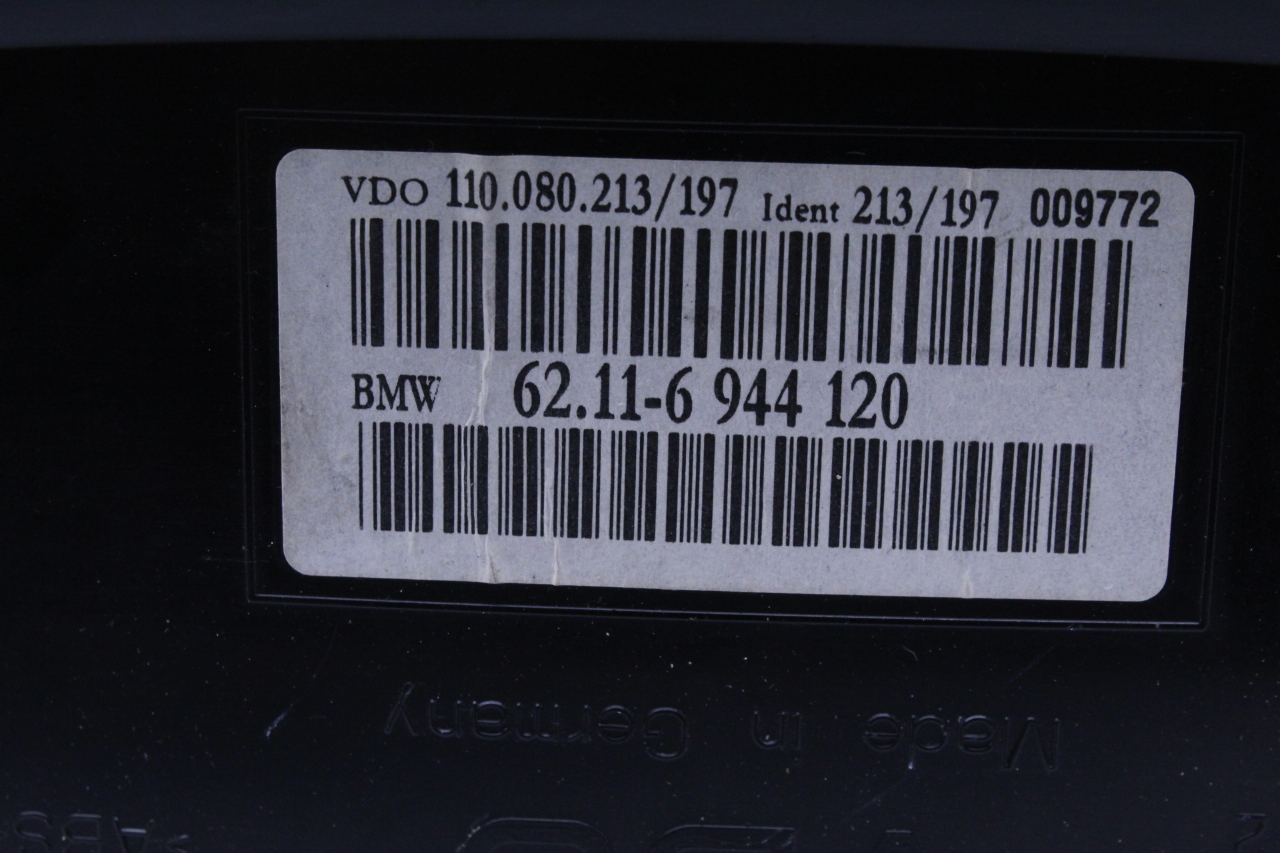 VDO 110.080.213/197 Ident 213/197 009772
BMW 62.11-6 944 120
Made in Germany